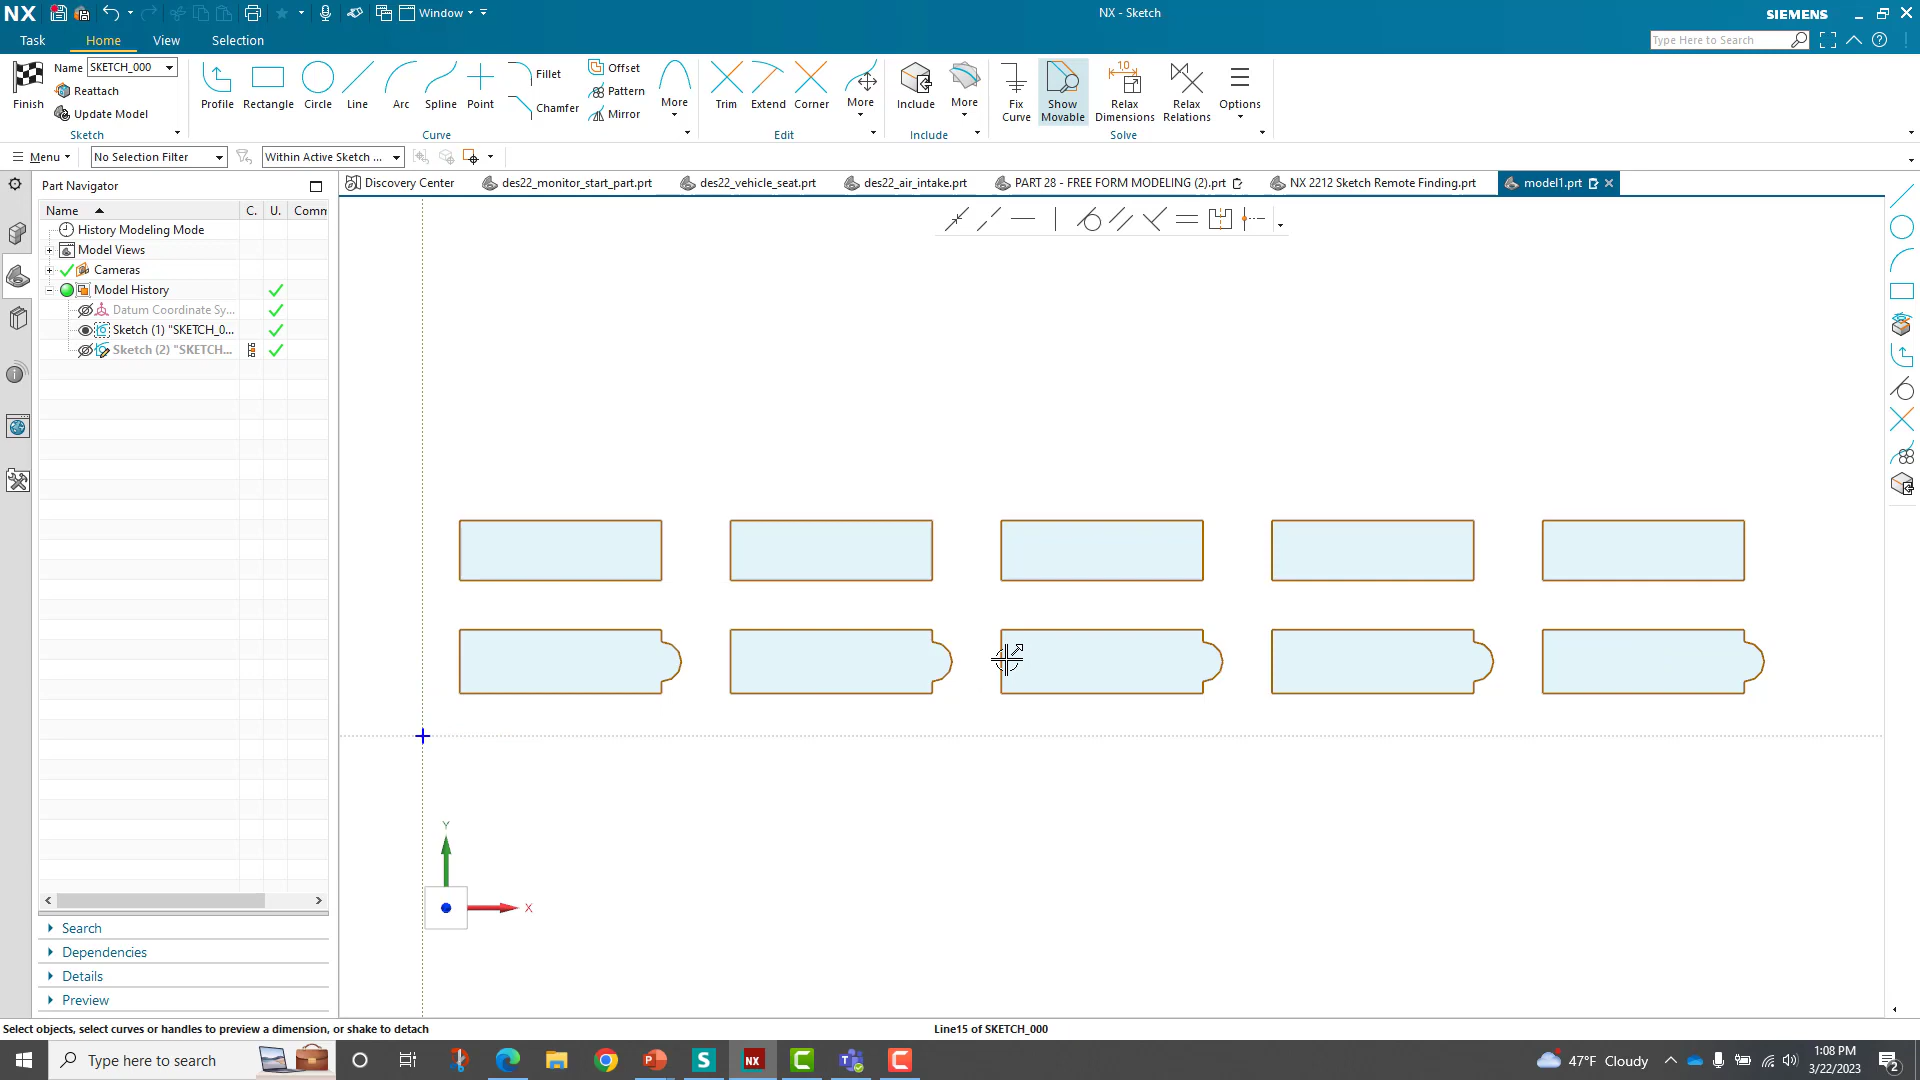 NX Window NX - Sketch SIEMENS
Task Home View Selection Type Here to Search
Finish Name SKETCH_000 Reattach Update Model Sketch
Profile Rectangle Circle Line Arc Spline Point Fillet Chamfer Offset Pattern Mirror More Curve
Trim Extend Corner More Edit
Include More Include
Fix Curve Show Movable 1,0 Relax Dimensions Relax Relations Options Solve
Menu No Selection Filter Within Active Sketch ...
Part Navigator Discovery Center des22_monitor_start_part.prt des22_vehicle_seat.prt des22_air_intake.prt PART 28 - FREE FORM MODELING (2).prt NX 2212 Sketch Remote Finding.prt model1.prt
Name C. U. Comm
History Modeling Mode
Model Views
Cameras
Model History
Datum Coordinate Sy...
Sketch (1) "SKETCH_0...
Sketch (2) "SKETCH...
Y
X
Search
Dependencies
Details
Preview
Select objects, select curves or handles to preview a dimension, or shake to detach Line15 of SKETCH_000
Type here to search NX 47°F Cloudy 1:08 PM
3/22/2023 2